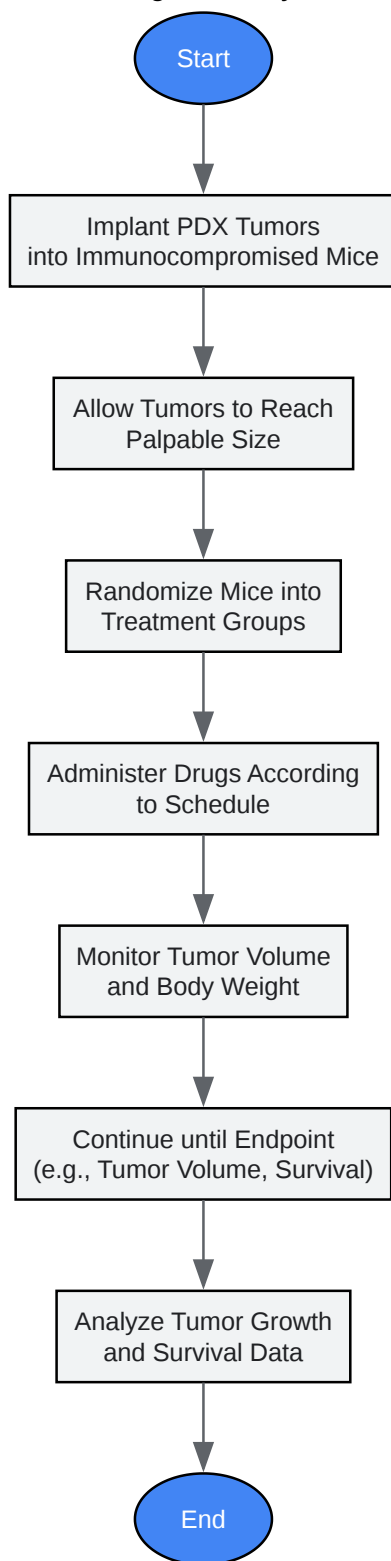 Start
Implant PDX Tumors
into Immunocompromised Mice
Allow Tumors to Reach
Palpable Size
Randomize Mice into
Treatment Groups
Administer Drugs According
to Schedule
Monitor Tumor Volume
and Body Weight
Continue until Endpoint
(e.g., Tumor Volume, Survival)
Analyze Tumor Growth
and Survival Data
End